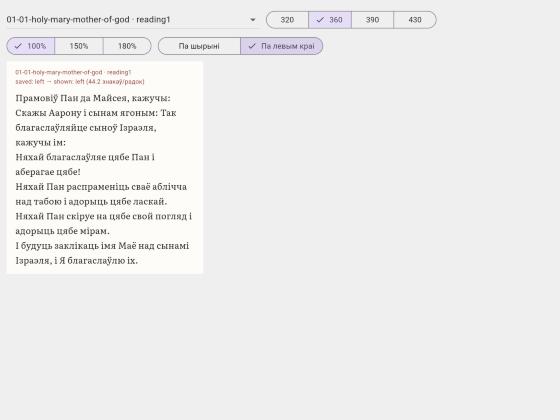 01-01-holy-mary-mother-of-god · reading1
320 360 390 430
100% 150% 180% Па шырыні Па левым краі
01-01-holy-mary-mother-of-god · reading1
saved: left → shown: left (44.2 знакаў/радок)
Прамовіў Пан да Майсея, кажучы:
Скажы Аарону і сынам ягоным: Так
благаслаўляйце сыноў Ізраэля,
кажучы ім:
Няхай благаслаўляе цябе Пан і
аберагае цябе!
Няхай Пан распраменіць сваё аблічча
над табою і адорыць цябе ласкай.
Няхай Пан скіруе на цябе свой погляд і
адорыць цябе мірам.
І будуць заклікаць імя Маё над сынамі
Ізраэля, і Я благаслаўлю іх.